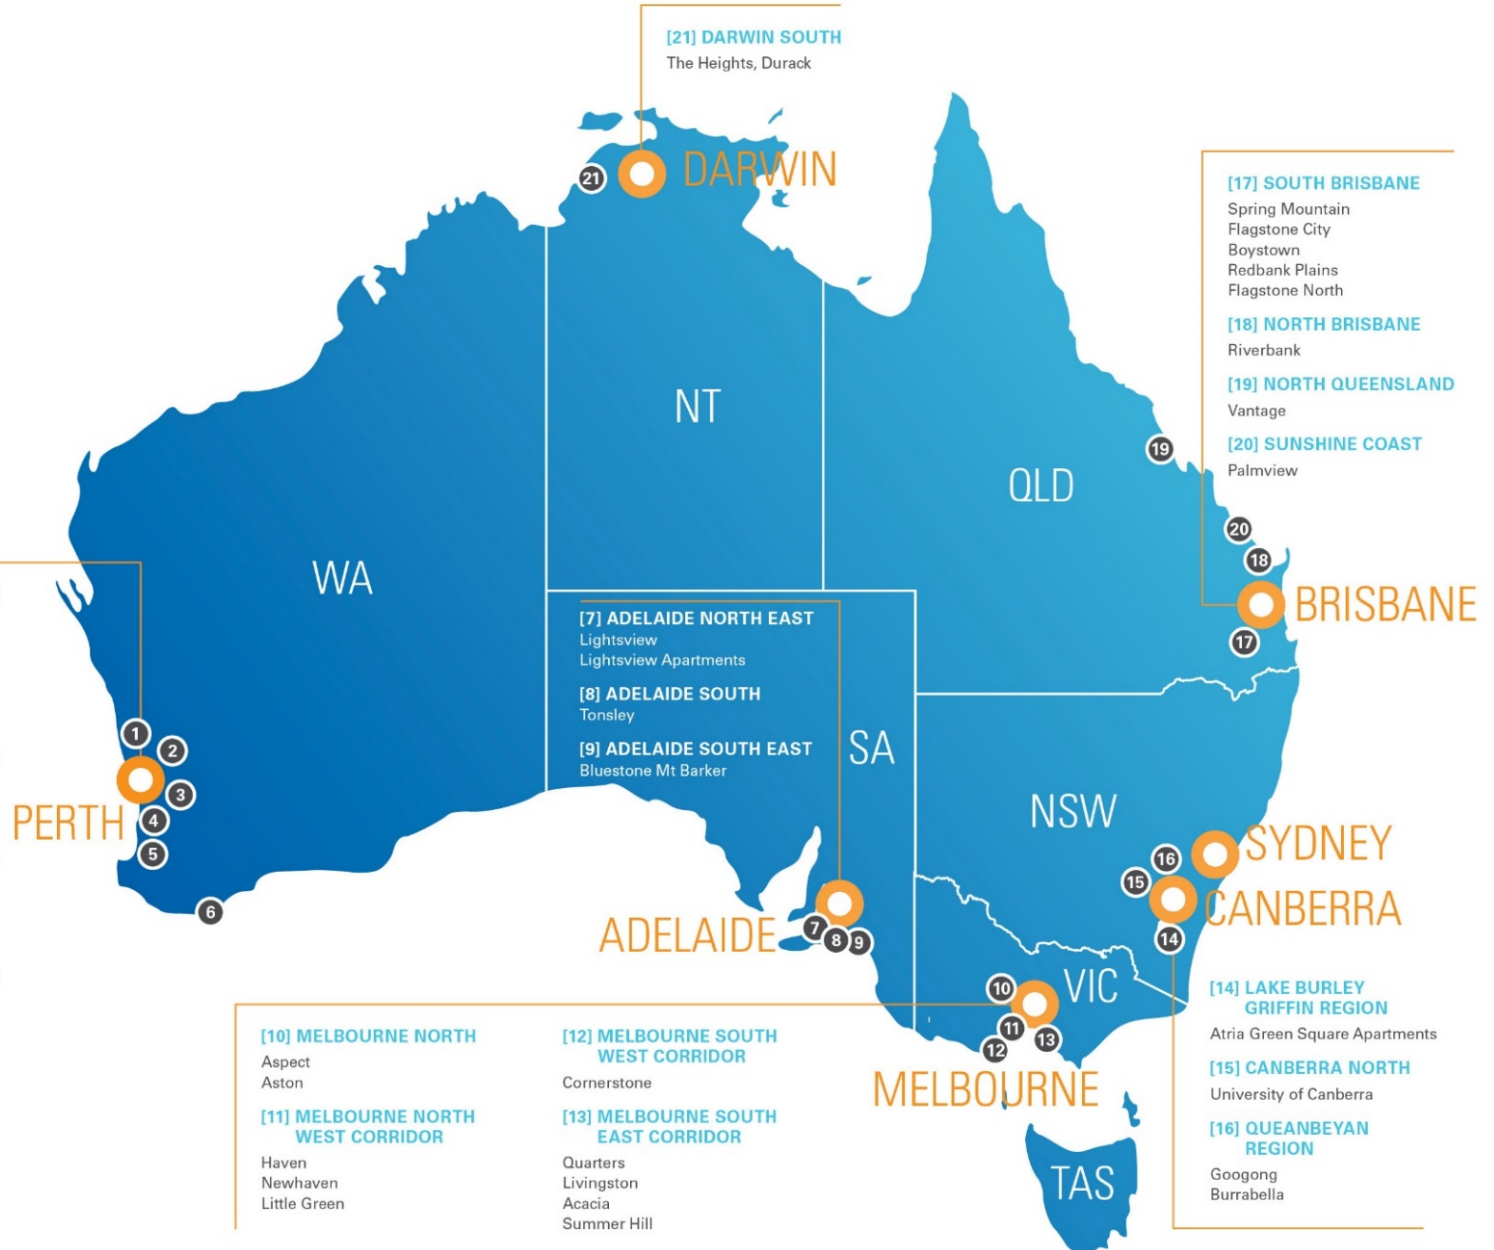 [21] DARWIN SOUTH
The Heights, Durack
21
DARWIN
[17] SOUTH BRISBANE
Spring Mountain
Flagstone City
Boystown
Redbank Plains
Flagstone North
[18] NORTH BRISBANE
Riverbank
[19] NORTH QUEENSLAND
Vantage
[20] SUNSHINE COAST
Palmview
NT
QLD
WA
19
20
18
BRISBANE
17
[7] ADELAIDE NORTH EAST
Lightsview
Lightsview Apartments
[8] ADELAIDE SOUTH
Tonsley
[9] ADELAIDE SOUTH EAST
Bluestone Mt Barker
SA
1
2
3
PERTH
4
5
6
NSW
SYDNEY
16
15
CANBERRA
14
ADELAIDE
7
8
9
VIC
10
11
12
13
MELBOURNE
[10] MELBOURNE NORTH
Aspect
Aston
[11] MELBOURNE NORTH
WEST CORRIDOR
Haven
Newhaven
Little Green
[12] MELBOURNE SOUTH
WEST CORRIDOR
Cornerstone
[13] MELBOURNE SOUTH
EAST CORRIDOR
Quarters
Livingston
Acacia
Summer Hill
[14] LAKE BURLEY
GRIFFIN REGION
Atria Green Square Apartments
[15] CANBERRA NORTH
University of Canberra
[16] QUEANBEYAN
REGION
Googong
Burrabella
TAS